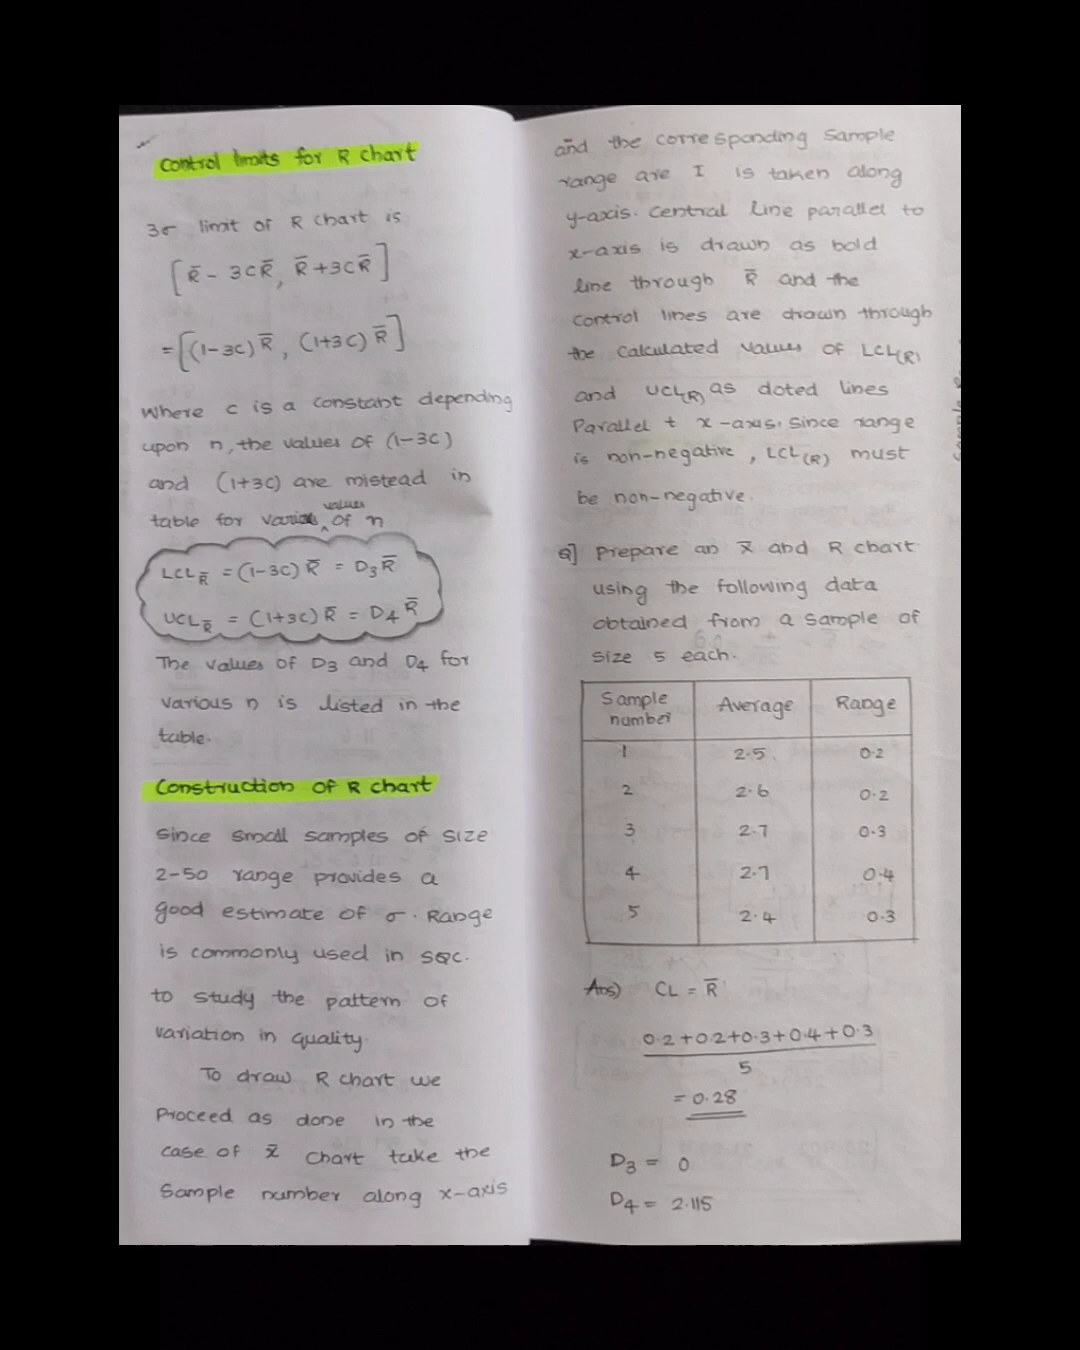 Control limits for R chart
3σ limit of R chart is
[R̄ - 3CR̄, R̄+3CR̄]
=[(1-3C)R̄, (1+3C)R̄]
Where c is a constant depending
upon n, the values of (1-3C)
and (1+3C) are mistead in
table for varios values of n
LCL R̄ = (1-3C) R̄ = D3 R̄
UCL R̄ = (1+3C) R̄ = D4 R̄
The values of D3 and D4 for
various n is listed in the
table.
Construction of R chart
Since small samples of size
2-50 range provides a
good estimate of σ. Range
is commonly used in SQC.
to study the pattern of
variation in quality.
To draw R chart we
Proceed as done in the
case of x̄ chart take the
Sample number along x-axis
and the corresponding Sample
range are I is taken along
y-axis. Central line parallel to
x-axis is drawn as bold
line through R̄ and the
control lines are drawn through
the Calculated values of LCL(R)
and UCL(R) as doted lines
Parallel t x-axis. Since range
is non-negative, LCL(R) must
be non-negative.
Q] Prepare an x̄ and R chart
using the following data
obtained from a sample of
size 5 each.
Sample number Average Range
1 2.5 0.2
2 2.6 0.2
3 2.7 0.3
4 2.7 0.4
5 2.4 0.3
Ans) CL = R̄
0.2+0.2+0.3+0.4+0.3
5
= 0.28
D3 = 0
D4 = 2.115